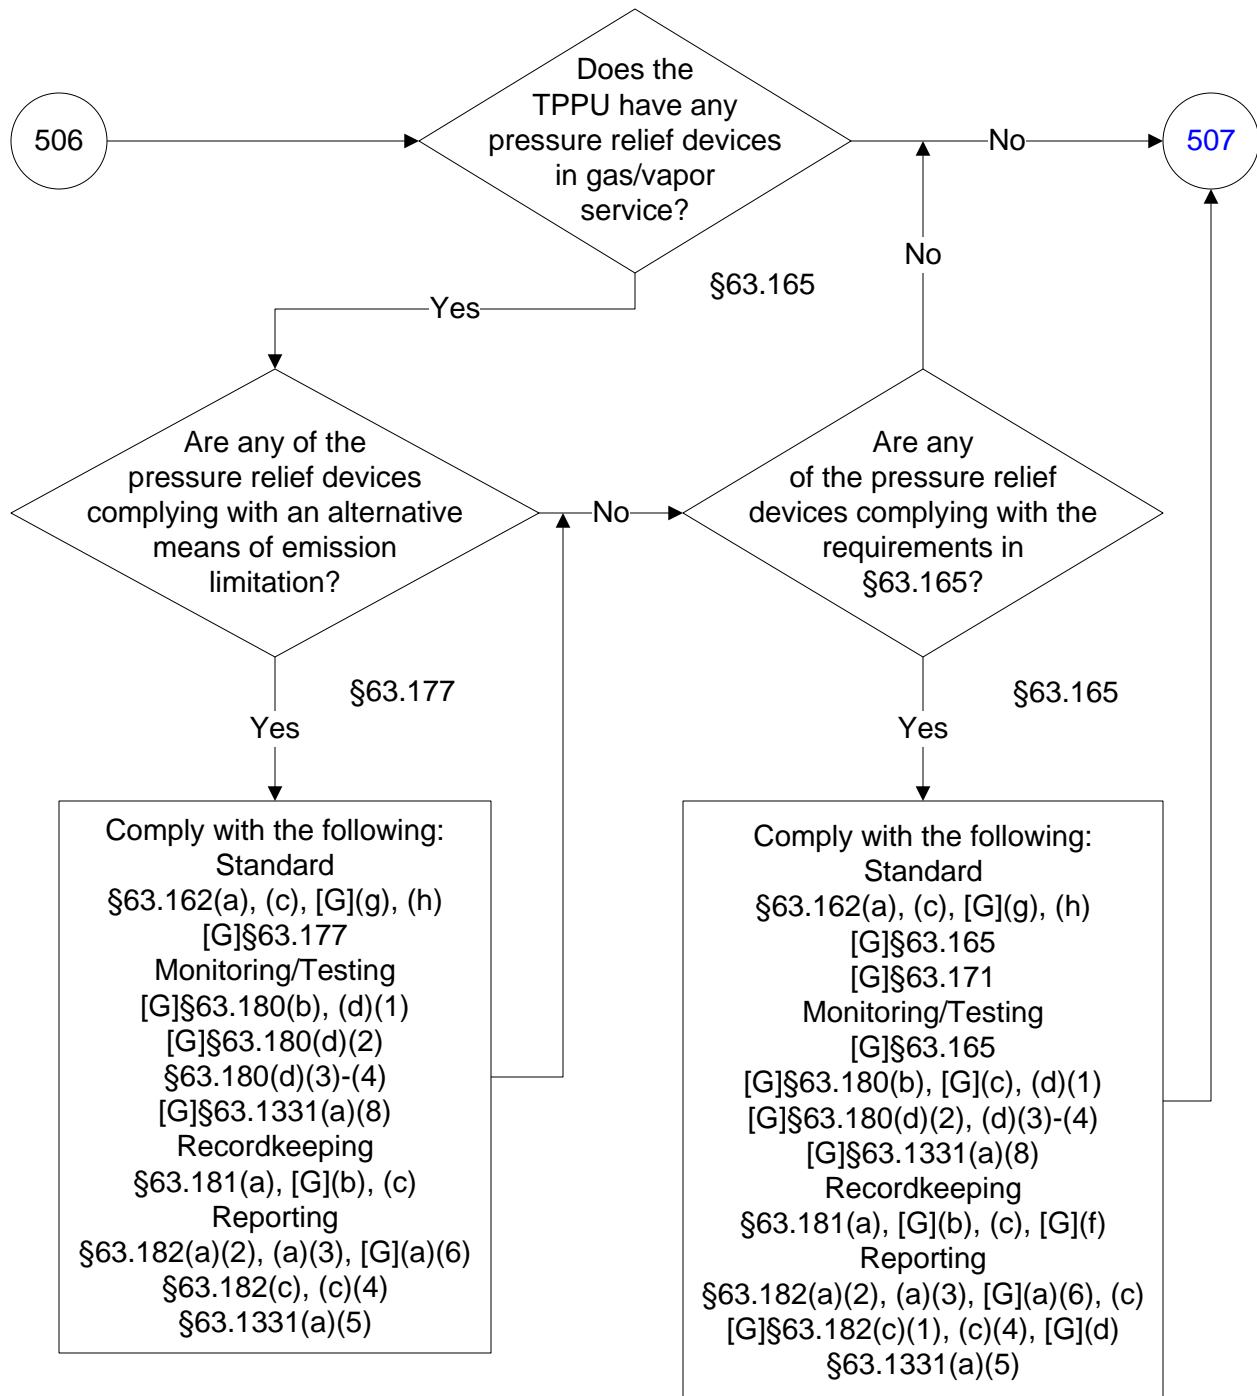 506
Does the
TPPU have any
pressure relief devices
in gas/vapor
service?
No
507
§63.165
Yes
No
Are any of the
pressure relief devices
complying with an alternative
means of emission
limitation?
No
Are any
of the pressure relief
devices complying with the
requirements in
§63.165?
§63.177
Yes
§63.165
Yes
Comply with the following:
Standard
§63.162(a), (c), [G](g), (h)
[G]§63.177
Monitoring/Testing
[G]§63.180(b), (d)(1)
[G]§63.180(d)(2)
§63.180(d)(3)-(4)
[G]§63.1331(a)(8)
Recordkeeping
§63.181(a), [G](b), (c)
Reporting
§63.182(a)(2), (a)(3), [G](a)(6)
§63.182(c), (c)(4)
§63.1331(a)(5)
Comply with the following:
Standard
§63.162(a), (c), [G](g), (h)
[G]§63.165
[G]§63.171
Monitoring/Testing
[G]§63.165
[G]§63.180(b), [G](c), (d)(1)
[G]§63.180(d)(2), (d)(3)-(4)
[G]§63.1331(a)(8)
Recordkeeping
§63.181(a), [G](b), (c), [G](f)
Reporting
§63.182(a)(2), (a)(3), [G](a)(6), (c)
[G]§63.182(c)(1), (c)(4), [G](d)
§63.1331(a)(5)